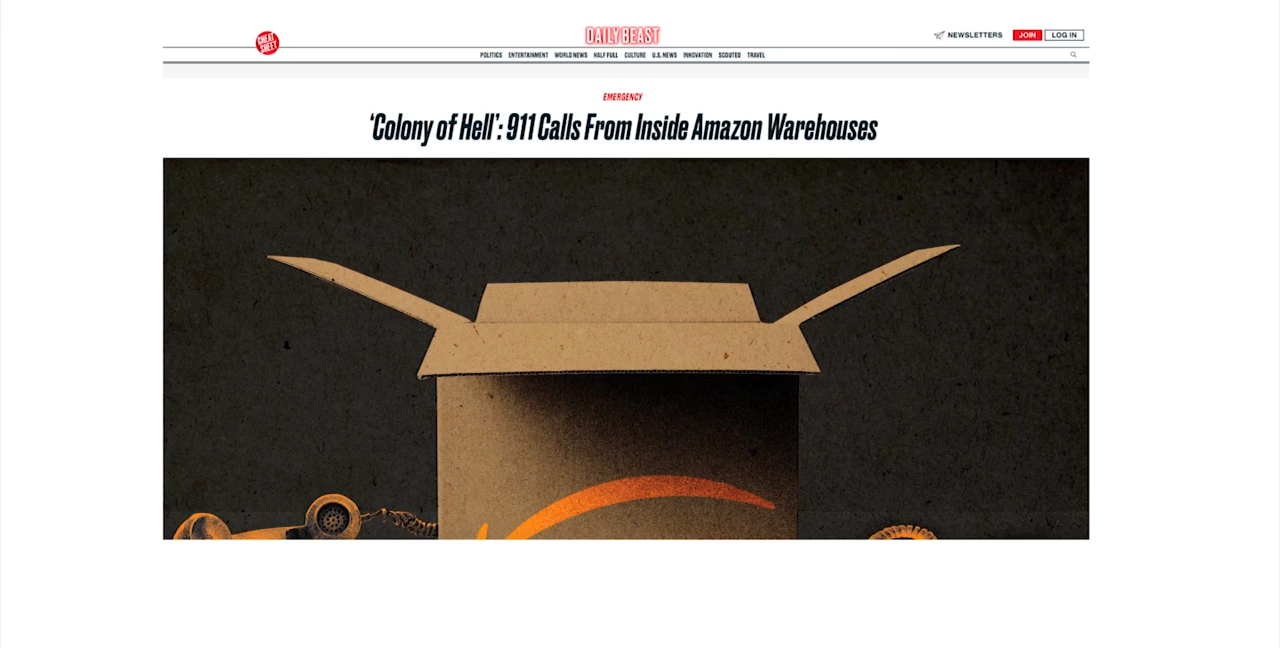 CHEAT SHEET
DAILY BEAST
NEWSLETTERS JOIN LOG IN
POLITICS ENTERTAINMENT WORLD NEWS HALF FULL CULTURE U.S. NEWS INNOVATION SCOUTED TRAVEL
EMERGENCY
‘Colony of Hell’: 911 Calls From Inside Amazon Warehouses